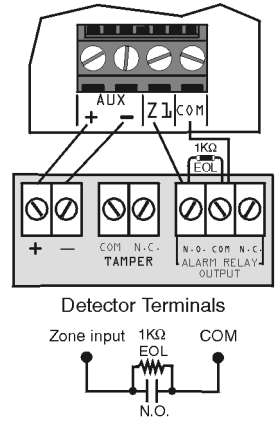 AUX Z1 COM
+ −
1KΩ
EOL
+ − COM N.C. N.O. COM N.C.
TAMPER ALARM RELAY
OUTPUT
Detector Terminals
Zone input 1KΩ COM
EOL
N.O.